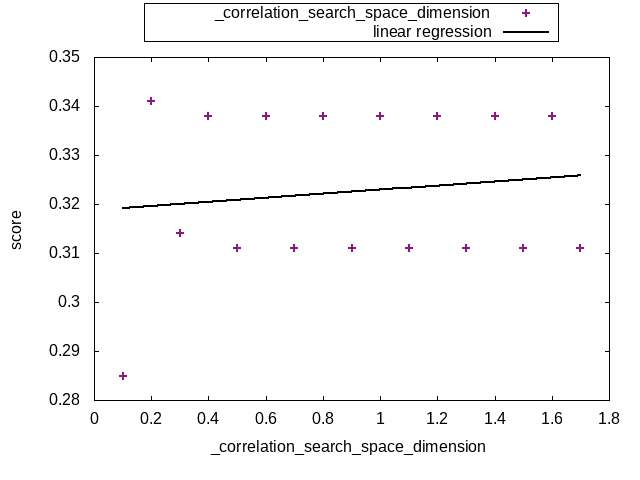 _correlation_search_space_dimension
linear regression
0.35
0.34
0.33
0.32
0.31
0.3
0.29
0.28
score
0 0.2 0.4 0.6 0.8 1 1.2 1.4 1.6 1.8
_correlation_search_space_dimension